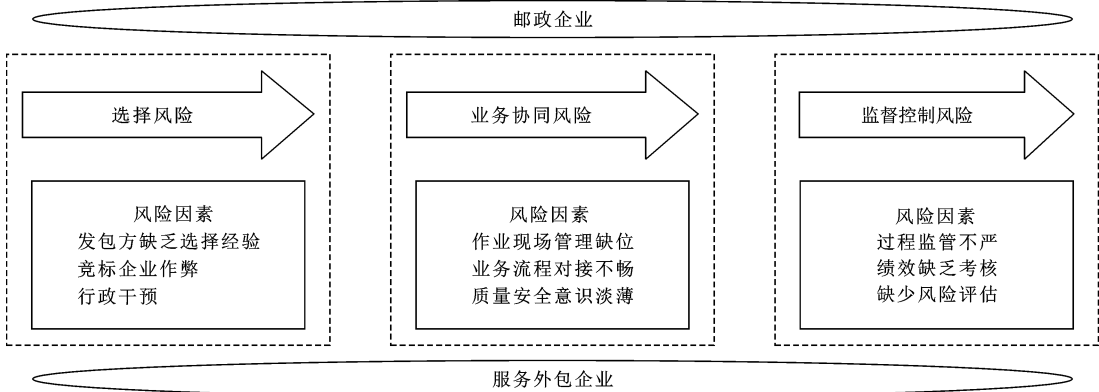 邮政企业
选择风险
业务协同风险
监督控制风险
风险因素
发包方缺乏选择经验
竞标企业作弊
行政干预
风险因素
作业现场管理缺位
业务流程对接不畅
质量安全意识淡薄
风险因素
过程监管不严
绩效缺乏考核
缺少风险评估
服务外包企业